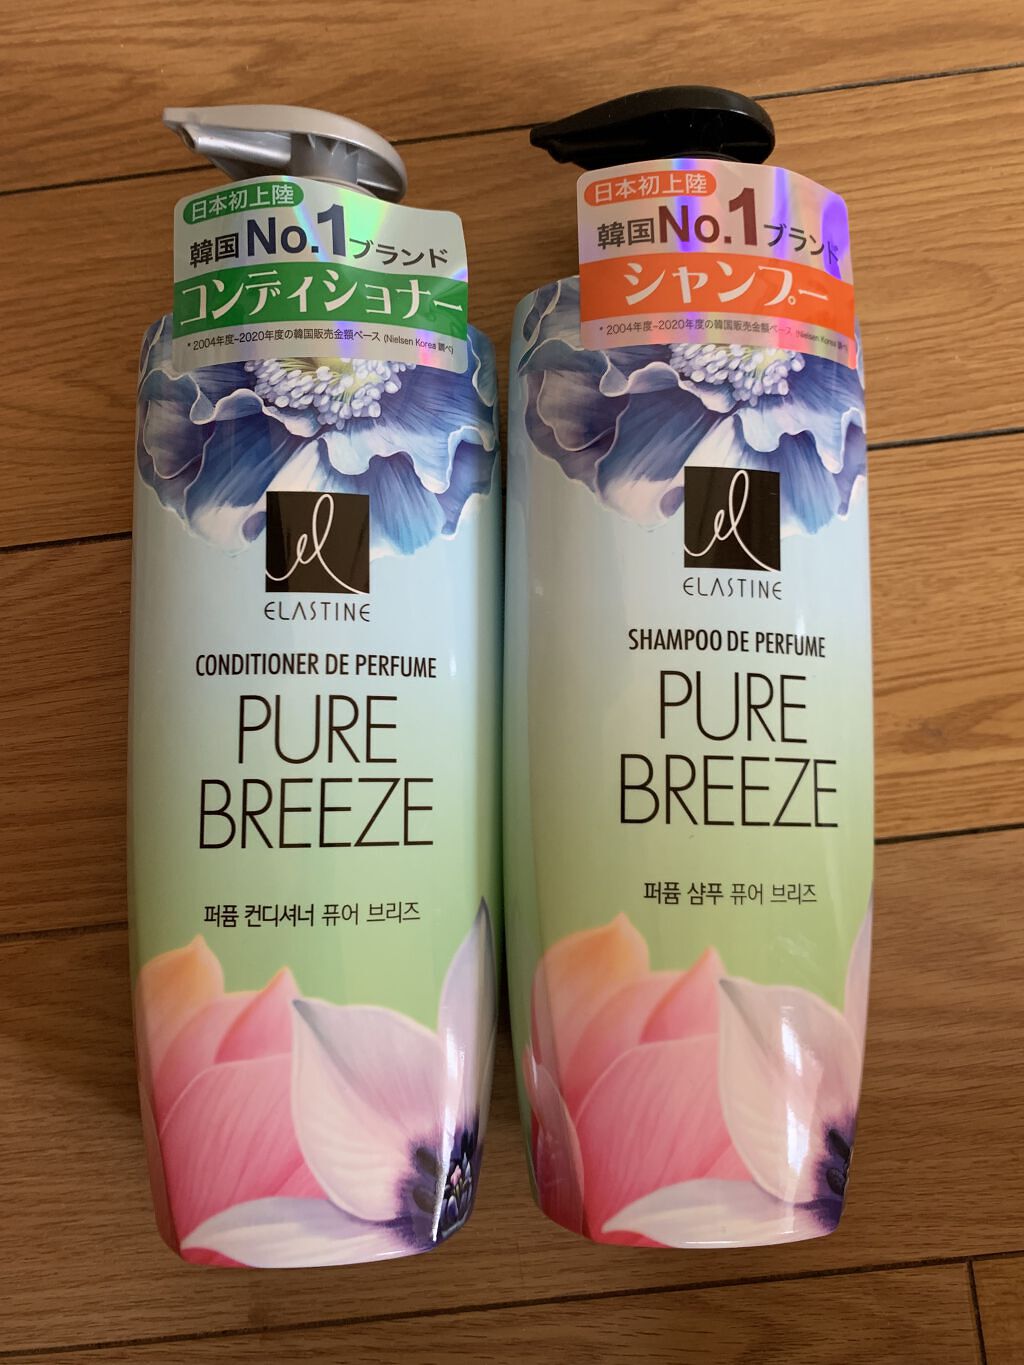 日本初上陸
韓国No.1ブランド
コンディショナー
*2004年度-2020年度の韓国販売金額ベース (Nielsen Korea 調べ)
el
ELASTINE
CONDITIONER DE PERFUME
PURE
BREEZE
퍼퓸 컨디셔너 퓨어 브리즈
日本初上陸
韓国No.1ブランド
シャンプー
*2004年度-2020年度の韓国販売金額ベース (Nielsen Korea 調べ)
el
ELASTINE
SHAMPOO DE PERFUME
PURE
BREEZE
퍼퓸 샴푸 퓨어 브리즈